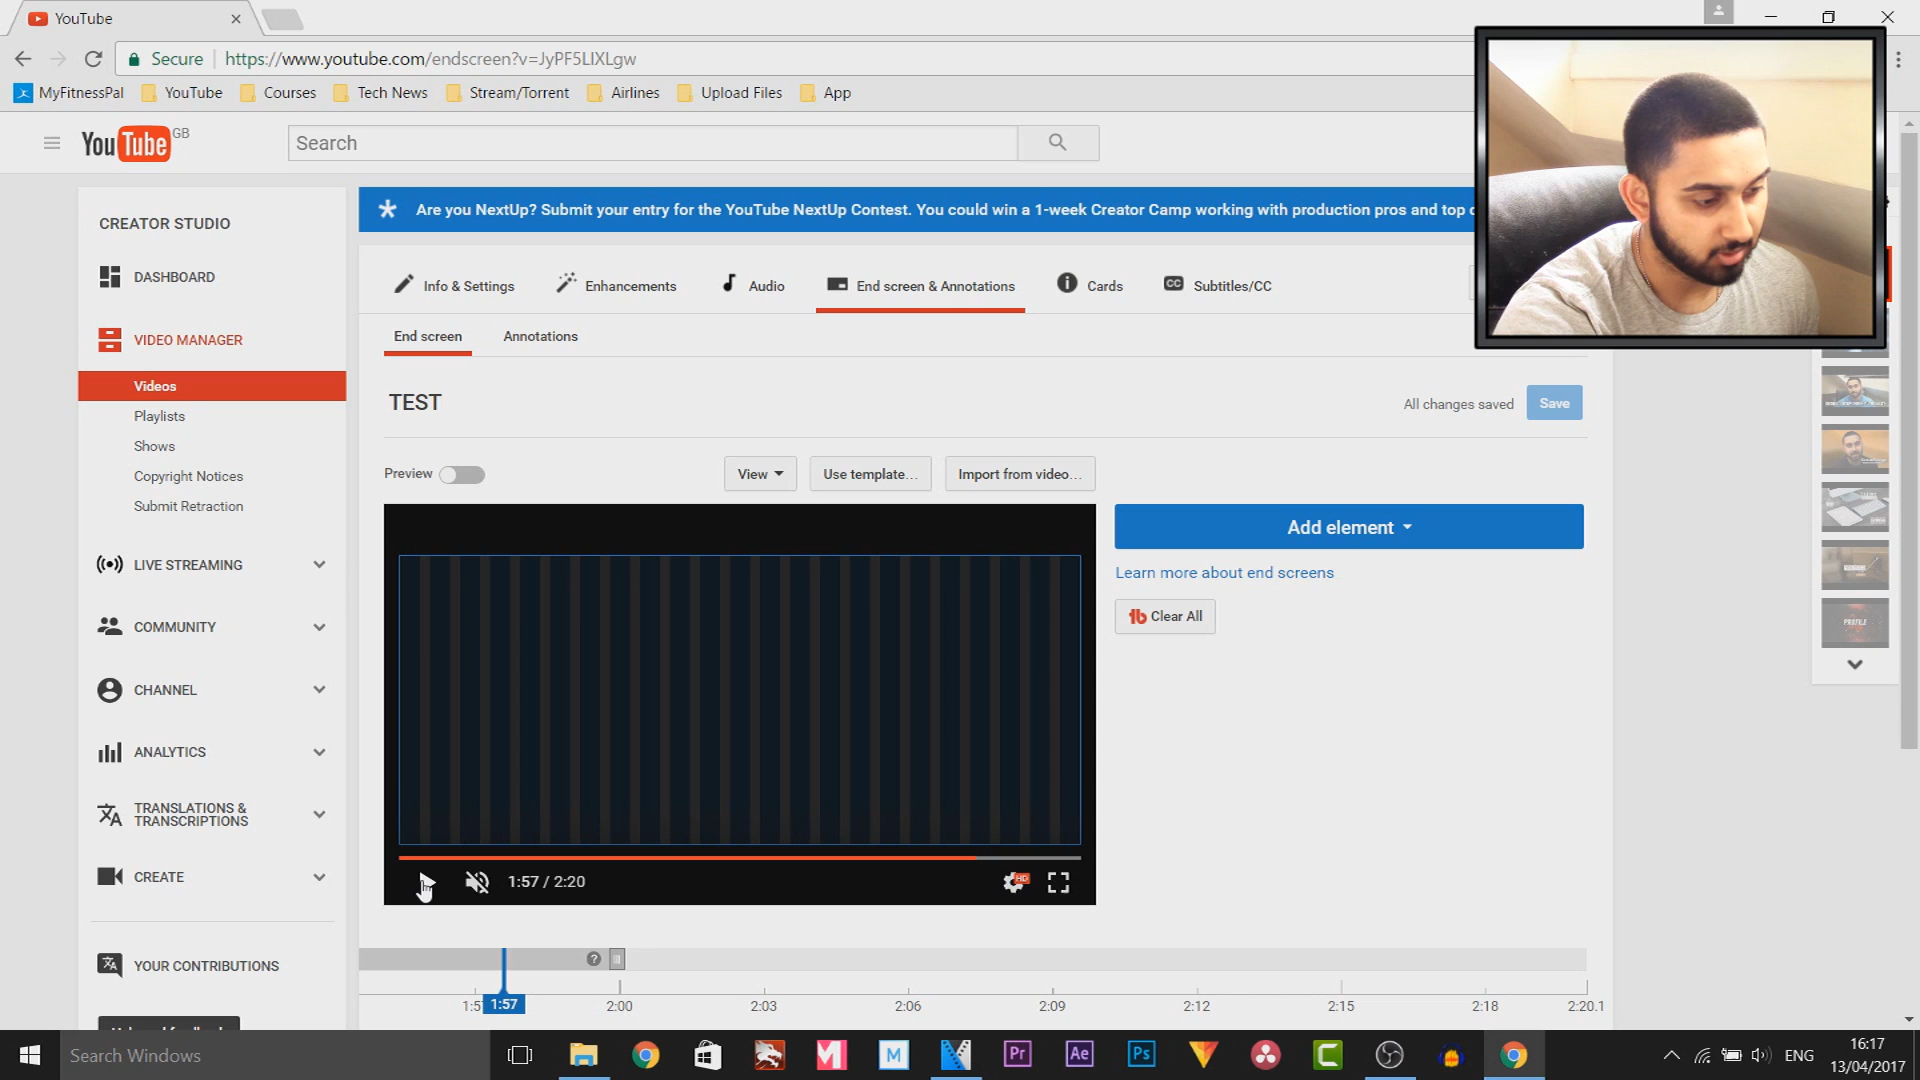 YouTube
Secure https://www.youtube.com/endscreen?v=JyPF5LIXLgw
MyFitnessPal YouTube Courses Tech News Stream/Torrent Airlines Upload Files App
YouTube GB
Search
CREATOR STUDIO
DASHBOARD
VIDEO MANAGER
Videos
Playlists
Shows
Copyright Notices
Submit Retraction
LIVE STREAMING
COMMUNITY
CHANNEL
ANALYTICS
TRANSLATIONS &
TRANSCRIPTIONS
CREATE
YOUR CONTRIBUTIONS
Are you NextUp? Submit your entry for the YouTube NextUp Contest. You could win a 1-week Creator Camp working with production pros and top
Info & Settings Enhancements Audio End screen & Annotations Cards CC Subtitles/CC
End screen Annotations
TEST
All changes saved Save
Preview View Use template... Import from video...
Add element
Learn more about end screens
tb Clear All
PROFILE
1:57 / 2:20 HD
?
1:57 2:00 2:03 2:06 2:09 2:12 2:15 2:18 2:20.1
Search Windows
M Pr Ae Ps C
ENG
16:17
13/04/2017